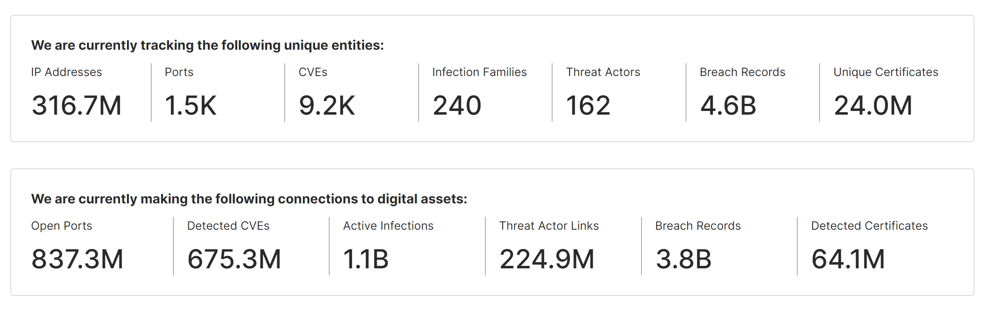 We are currently tracking the following unique entities:
IP Addresses Ports CVEs Infection Families Threat Actors Breach Records Unique Certificates
316.7M 1.5K 9.2K 240 162 4.6B 24.0M
We are currently making the following connections to digital assets:
Open Ports Detected CVEs Active Infections Threat Actor Links Breach Records Detected Certificates
837.3M 675.3M 1.1B 224.9M 3.8B 64.1M